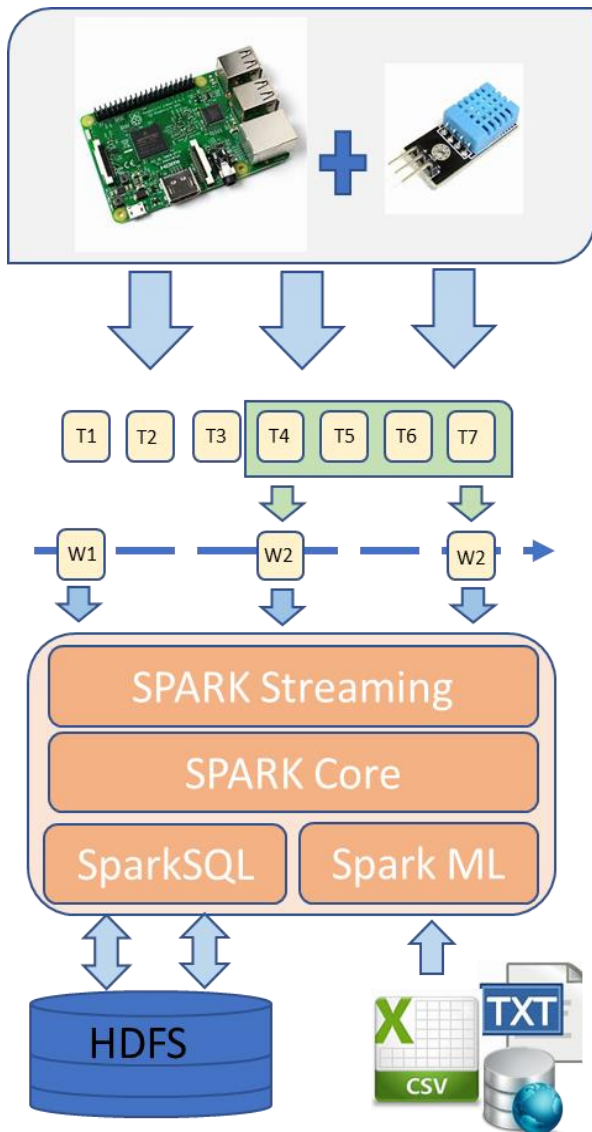 T1 T2 T3 T4 T5 T6 T7
W1 W2 W2
SPARK Streaming
SPARK Core
SparkSQL Spark ML
HDFS
TXT
X
CSV